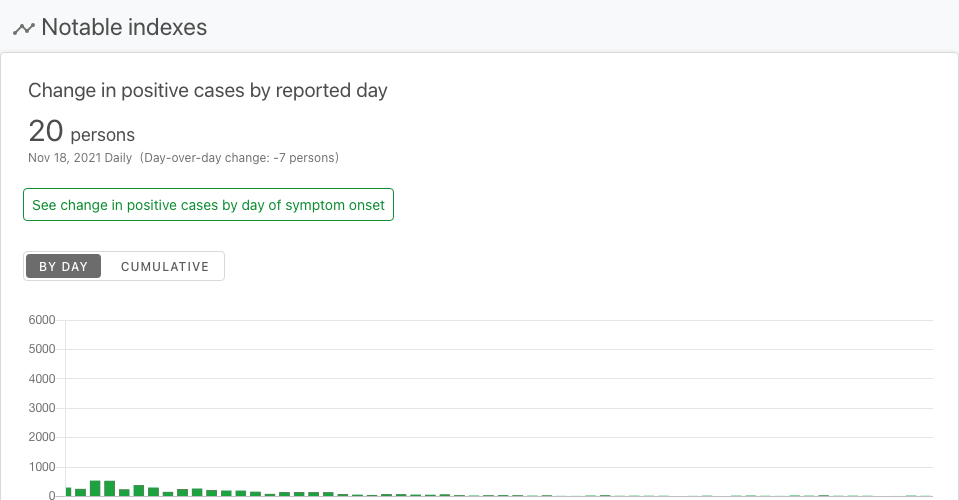 Notable indexes
Change in positive cases by reported day
20 persons
Nov 18, 2021 Daily (Day-over-day change: -7 persons)
See change in positive cases by day of symptom onset
BY DAY CUMULATIVE
6000
5000
4000
3000
2000
1000
0